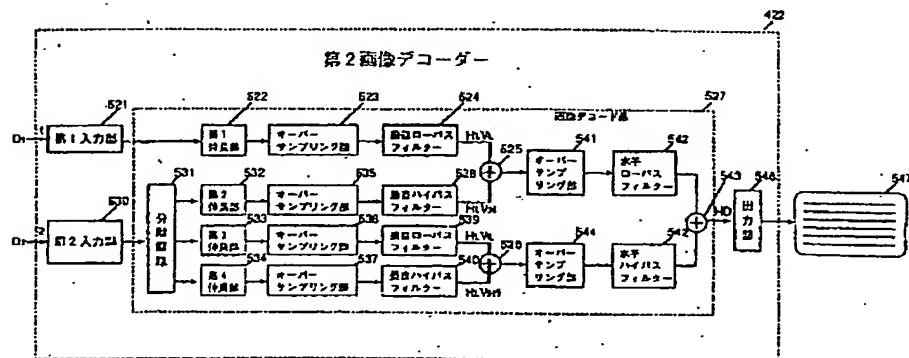 422
第2画像デコーダー
527
521
522
523
524
画像デコード部
541
542
D1
1
第1入力部
第1
伸長部
オーバー
サンプリング部
垂直ローパス
フィルター
525
オーバー
サンプ
リング部
水平
ローパス
フィルター
543
530
531
532
535
528
HD
546
547
D2
2
第2入力部
分離回路
第2
伸長部
オーバー
サンプリング部
垂直ハイパス
フィルター
出力部
533
536
539
544
第3
伸長部
オーバー
サンプリング部
垂直ローパス
フィルター
オーバー
サンプ
リング部
水平
ハイパス
フィルター
534
537
540
第4
伸長部
オーバー
サンプリング部
垂直ハイパス
フィルター